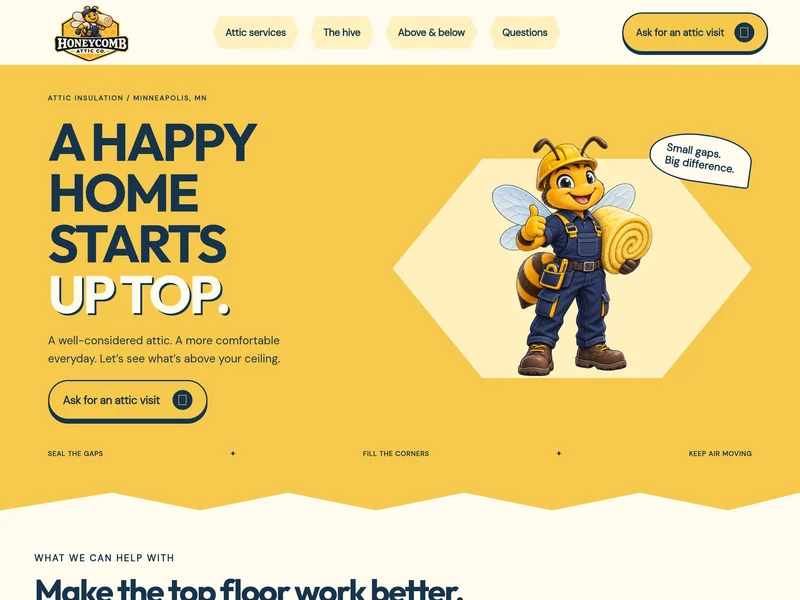 HONEYCOMB
ATTIC CO.
Attic services
The hive
Above & below
Questions
Ask for an attic visit
ATTIC INSULATION / MINNEAPOLIS, MN
A HAPPY
HOME
STARTS
UP TOP.
Small gaps.
Big difference.
A well-considered attic. A more comfortable
everyday. Let's see what's above your ceiling.
Ask for an attic visit
SEAL THE GAPS
FILL THE CORNERS
KEEP AIR MOVING
WHAT WE CAN HELP WITH
Make the top floor work better.